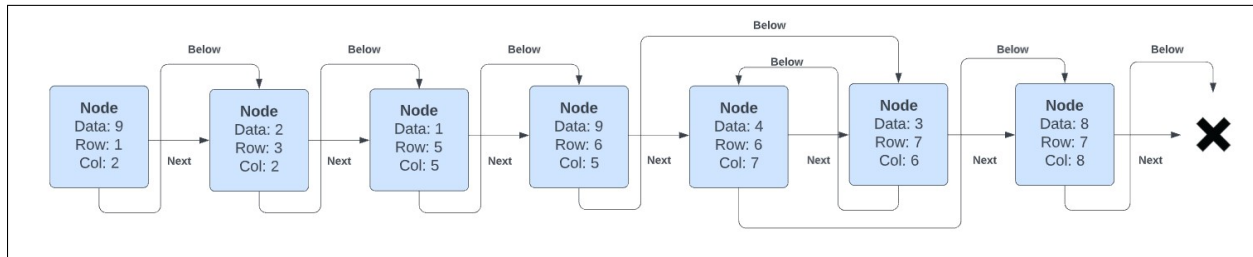 Below
Below
Below
Below
Below
Below
Below
Node
Data: 9
Row: 1
Col: 2
Next
Node
Data: 2
Row: 3
Col: 2
Next
Node
Data: 1
Row: 5
Col: 5
Next
Node
Data: 9
Row: 6
Col: 5
Next
Node
Data: 4
Row: 6
Col: 7
Next
Node
Data: 3
Row: 7
Col: 6
Next
Node
Data: 8
Row: 7
Col: 8
Next